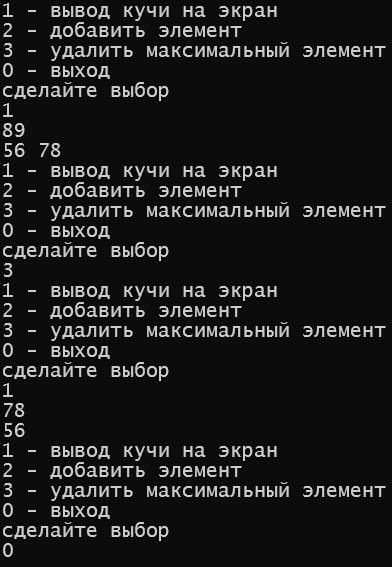 1 - вывод кучи на экран
2 - добавить элемент
3 - удалить максимальный элемент
0 - выход
сделайте выбор
1
89
56 78
1 - вывод кучи на экран
2 - добавить элемент
3 - удалить максимальный элемент
0 - выход
сделайте выбор
3
1 - вывод кучи на экран
2 - добавить элемент
3 - удалить максимальный элемент
0 - выход
сделайте выбор
1
78
56
1 - вывод кучи на экран
2 - добавить элемент
3 - удалить максимальный элемент
0 - выход
сделайте выбор
0